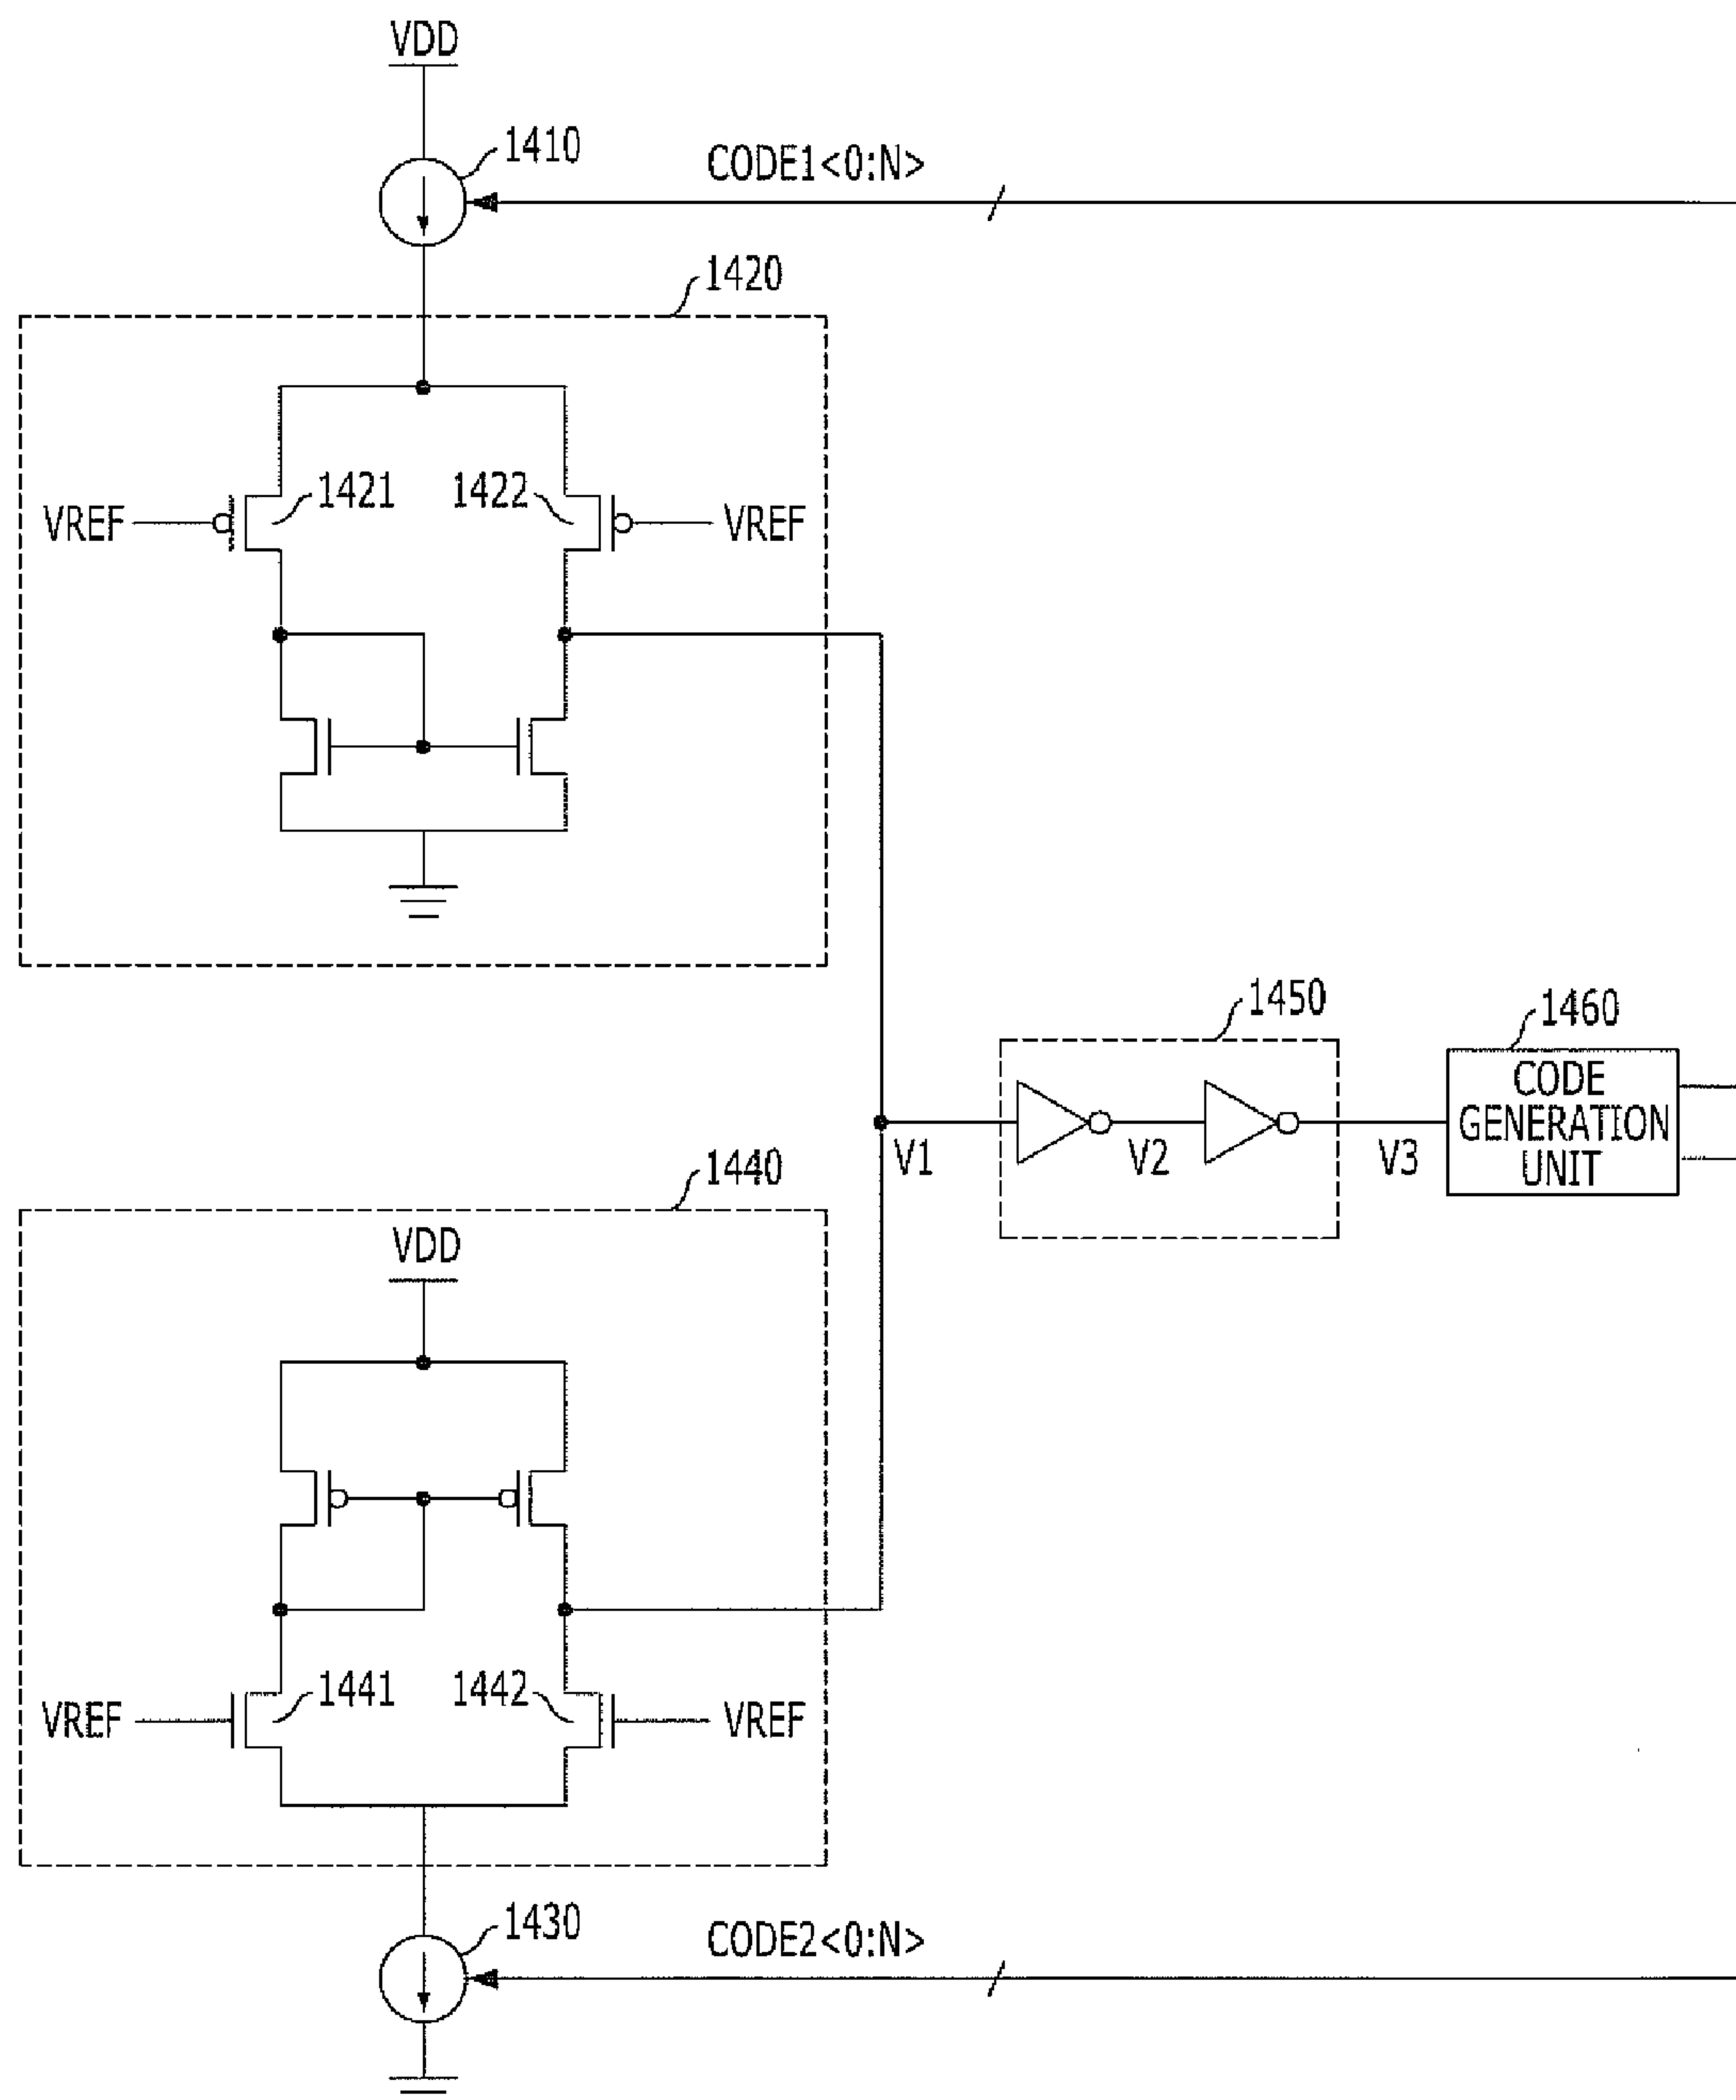 VDD
1410
CODE1<0:N>
1420
1421
1422
VREF
VREF
1450
1460
CODE
GENERATION
UNIT
V1
V2
V3
1440
VDD
1441
1442
VREF
VREF
1430
CODE2<0:N>